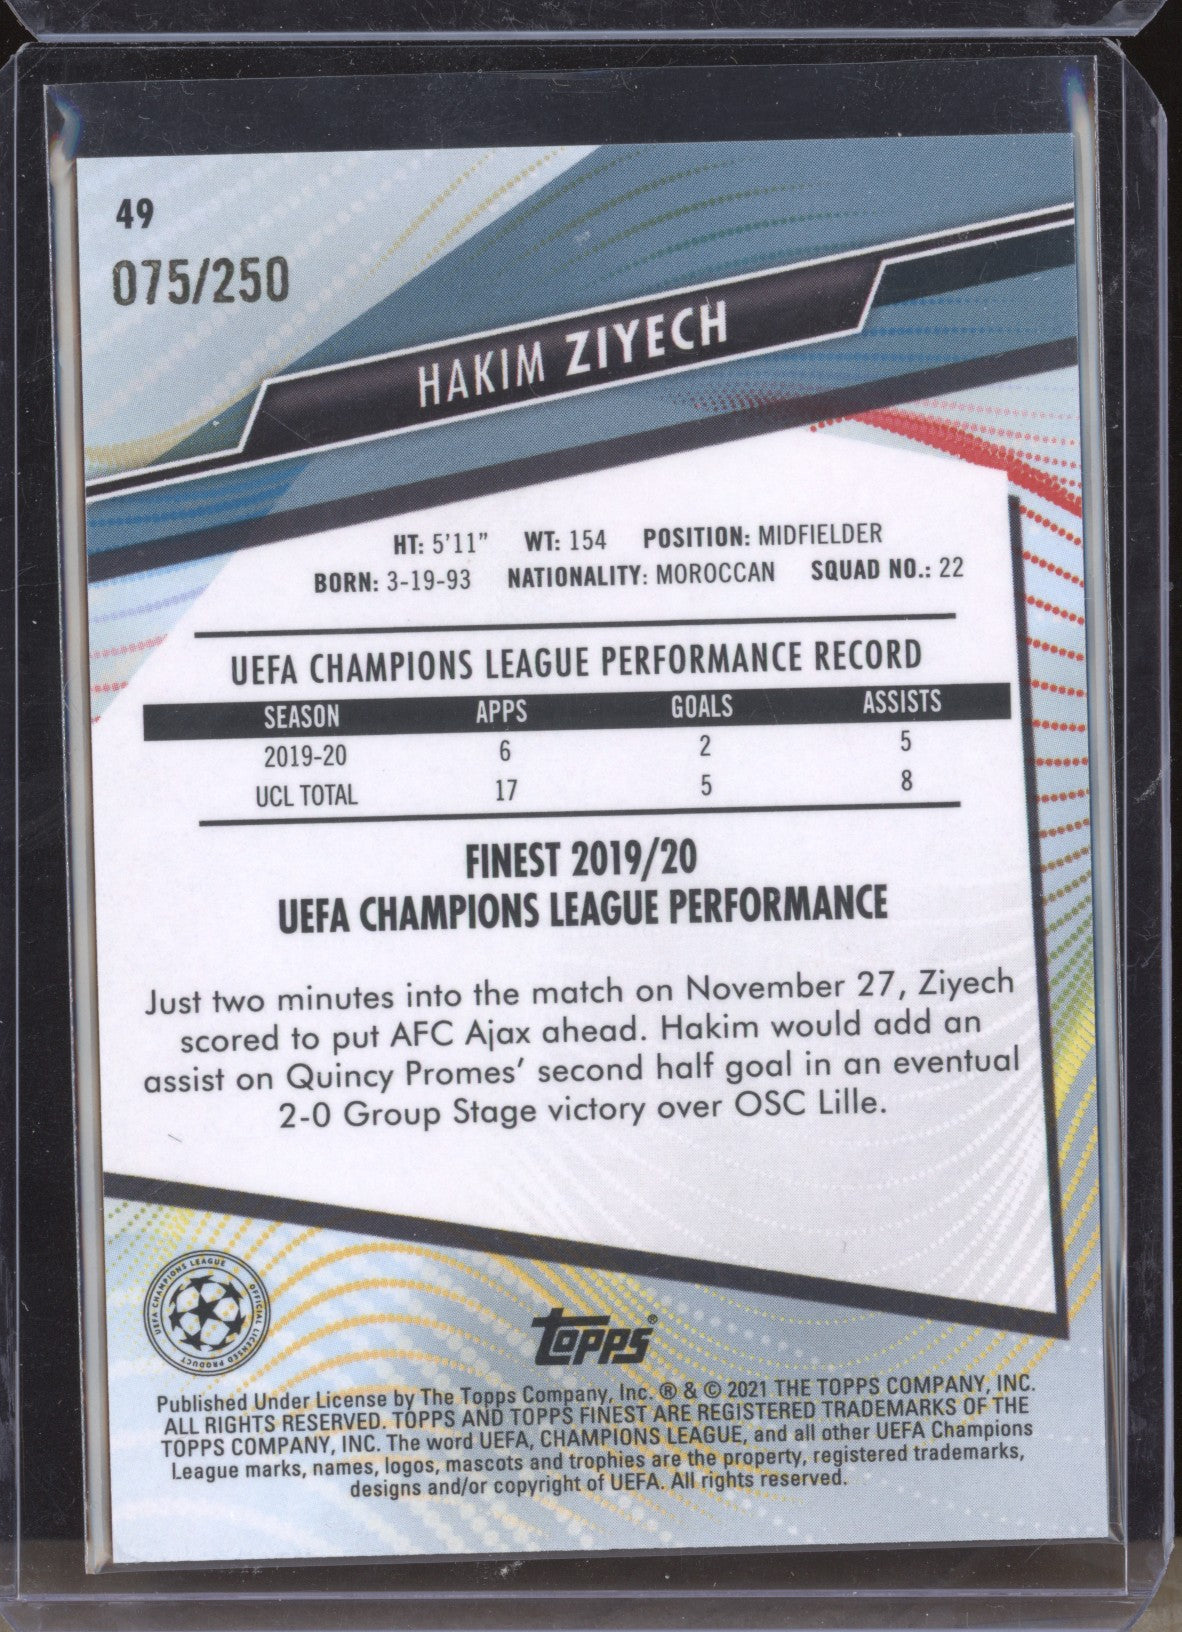 49
075/250
HAKIM ZIYECH
HT: 5'11" WT: 154 POSITION: MIDFIELDER
BORN: 3-19-93 NATIONALITY: MOROCCAN SQUAD NO.: 22
UEFA CHAMPIONS LEAGUE PERFORMANCE RECORD
SEASON APPS GOALS ASSISTS
2019-20 6 2 5
UCL TOTAL 17 5 8
FINEST 2019/20
UEFA CHAMPIONS LEAGUE PERFORMANCE
Just two minutes into the match on November 27, Ziyech
scored to put AFC Ajax ahead. Hakim would add an
assist on Quincy Promes' second half goal in an eventual
2-0 Group Stage victory over OSC Lille.
UEFA CHAMPIONS LEAGUE OFFICIAL LICENSED PRODUCT
Topps®
Published Under License by The Topps Company, Inc. ® & © 2021 THE TOPPS COMPANY, INC.
ALL RIGHTS RESERVED. TOPPS AND TOPPS FINEST ARE REGISTERED TRADEMARKS OF THE
TOPPS COMPANY, INC. The word UEFA, CHAMPIONS LEAGUE, and all other UEFA Champions
League marks, names, logos, mascots and trophies are the property, registered trademarks,
designs and/or copyright of UEFA. All rights reserved.